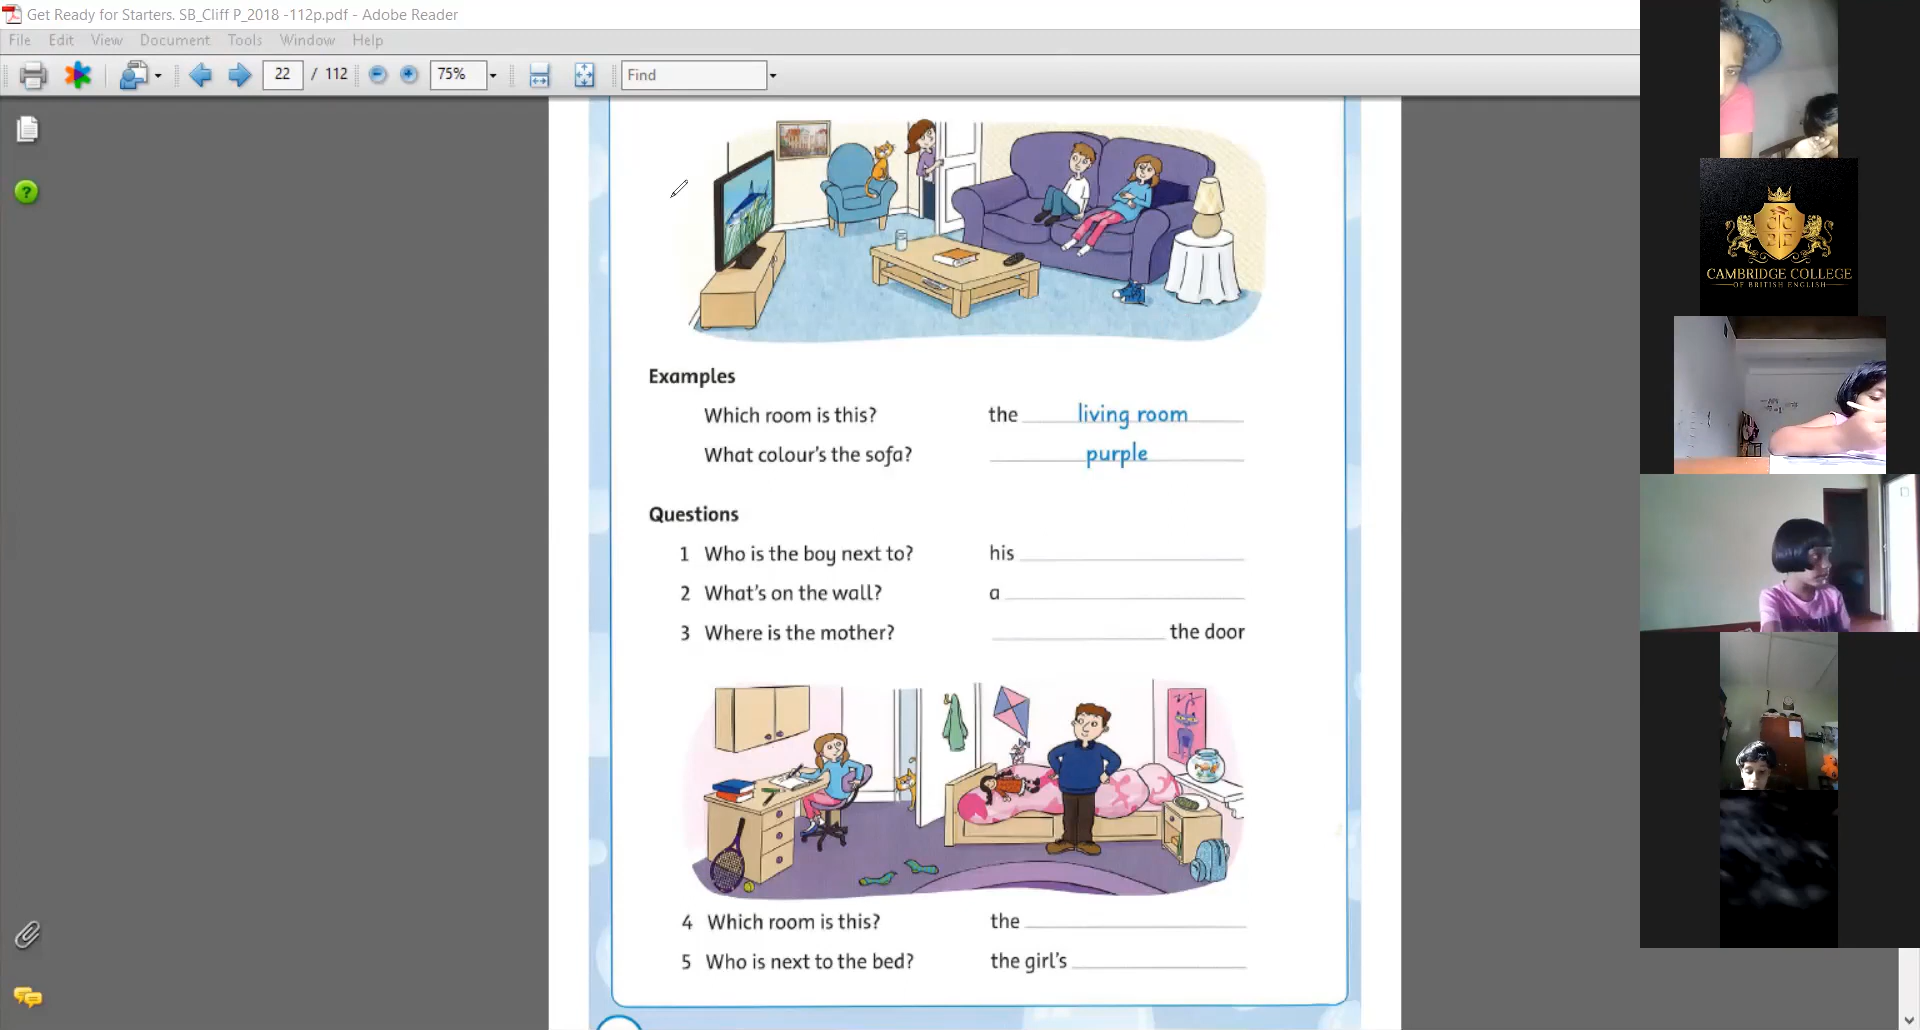 Get Ready for Starters. SB_Cliff P_2018 -112p.pdf - Adobe Reader
File Edit View Document Tools Window Help
22 / 112 75% Find
Examples
Which room is this? the living room
What colour's the sofa? purple
Questions
1 Who is the boy next to? his
2 What's on the wall? a
3 Where is the mother? the door
4 Which room is this? the
5 Who is next to the bed? the girl's
CAMBRIDGE COLLEGE
OF BRITISH ENGLISH